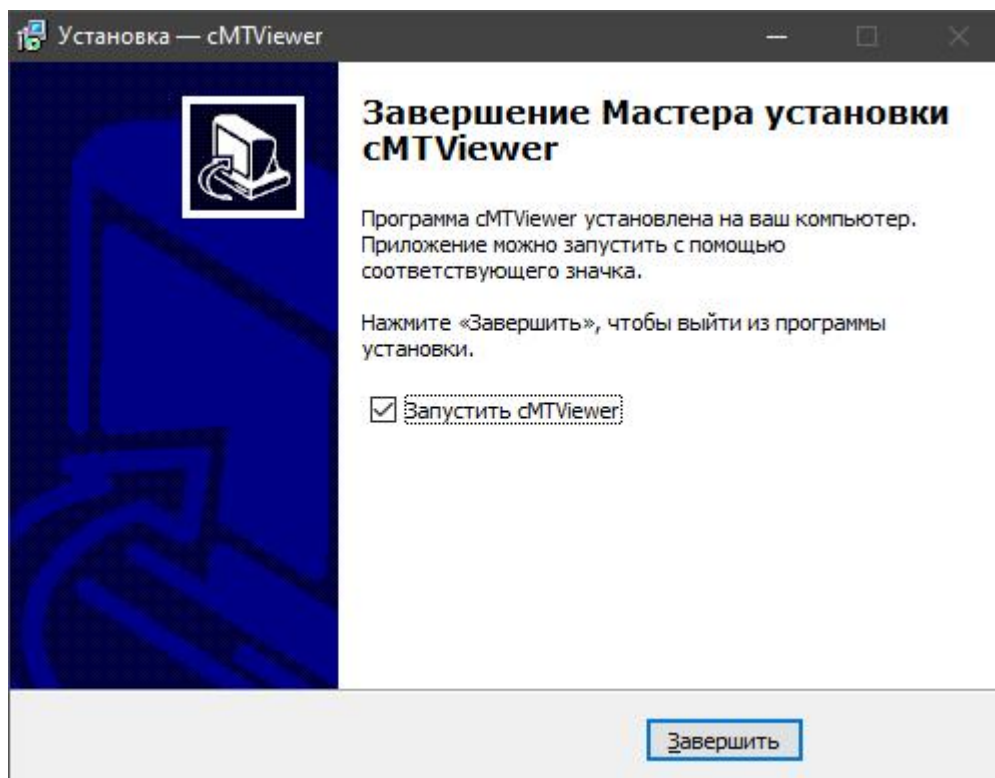 Установка — cMTViewer
Завершение Мастера установки
cMTViewer
Программа cMTViewer установлена на ваш компьютер.
Приложение можно запустить с помощью
соответствующего значка.
Нажмите «Завершить», чтобы выйти из программы
установки.
Запустить cMTViewer
Завершить